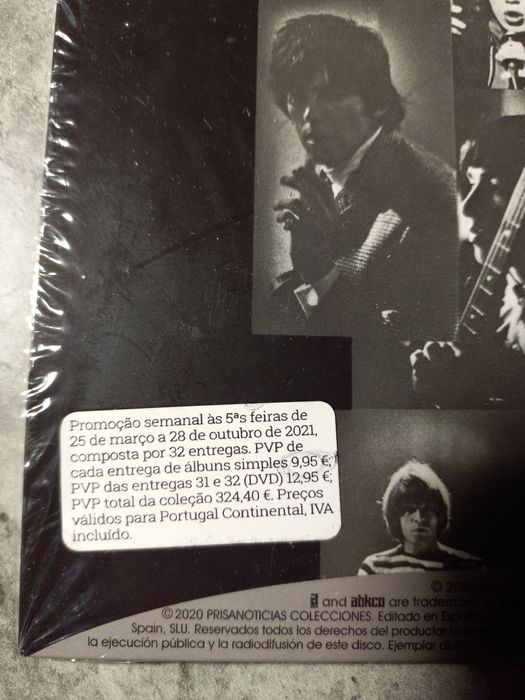 Promoção semanal às 5ªs feiras de
25 de março a 28 de outubro de 2021,
composta por 32 entregas. PVP de
cada entrega de álbuns simples 9,95 €;
PVP das entregas 31 e 32 (DVD) 12,95 €;
PVP total da coleção 324,40 €. Preços
válidos para Portugal Continental, IVA
incluído.
© 2002
and abkco are trademarks
© 2020 PRISANOTICIAS COLECCIONES. Editado en España
Spain, SLU. Reservados todos los derechos del productor
la ejecución pública y la radiodifusión de este disco. Ejemplar